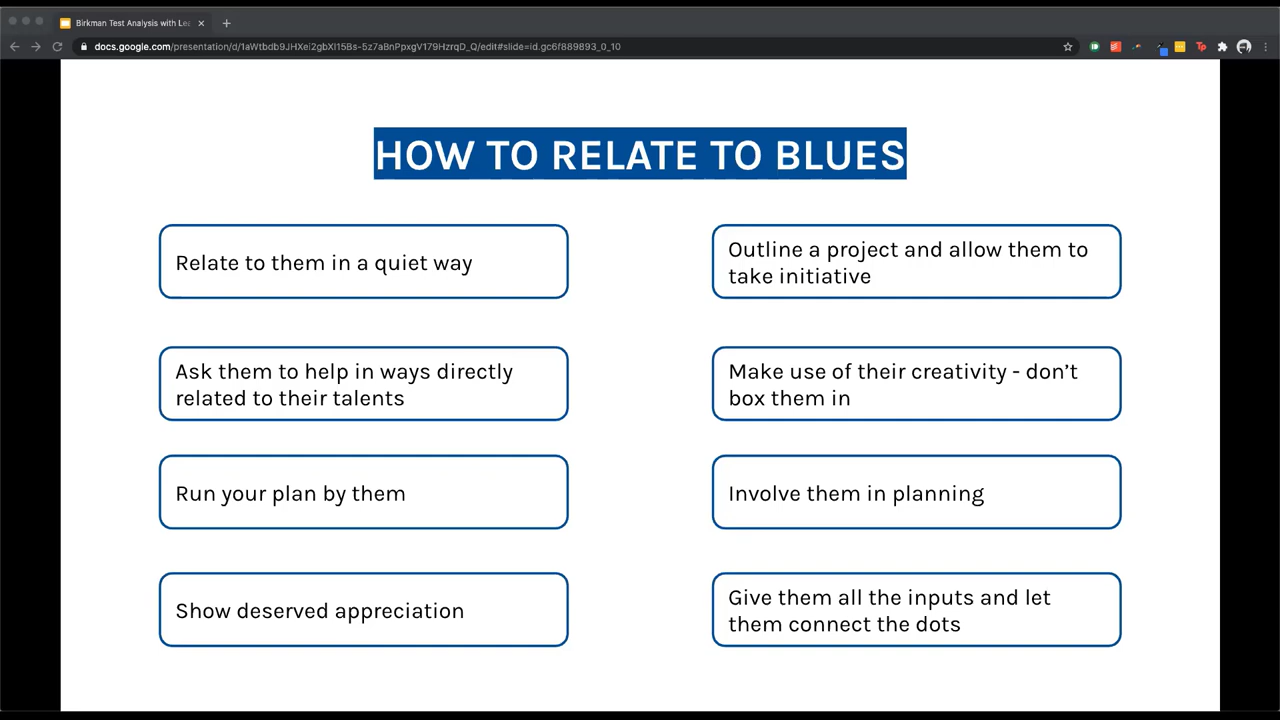 Birkman Test Analysis with Lea
docs.google.com/presentation/d/1aWtbdb9JHXei2gbXI15Bs-5z7aBnPpxgV179HzrqD_Q/edit#slide=id.gc6f889893_0_10
HOW TO RELATE TO BLUES
Relate to them in a quiet way
Outline a project and allow them to
take initiative
Ask them to help in ways directly
related to their talents
Make use of their creativity - don’t
box them in
Run your plan by them
Involve them in planning
Show deserved appreciation
Give them all the inputs and let
them connect the dots